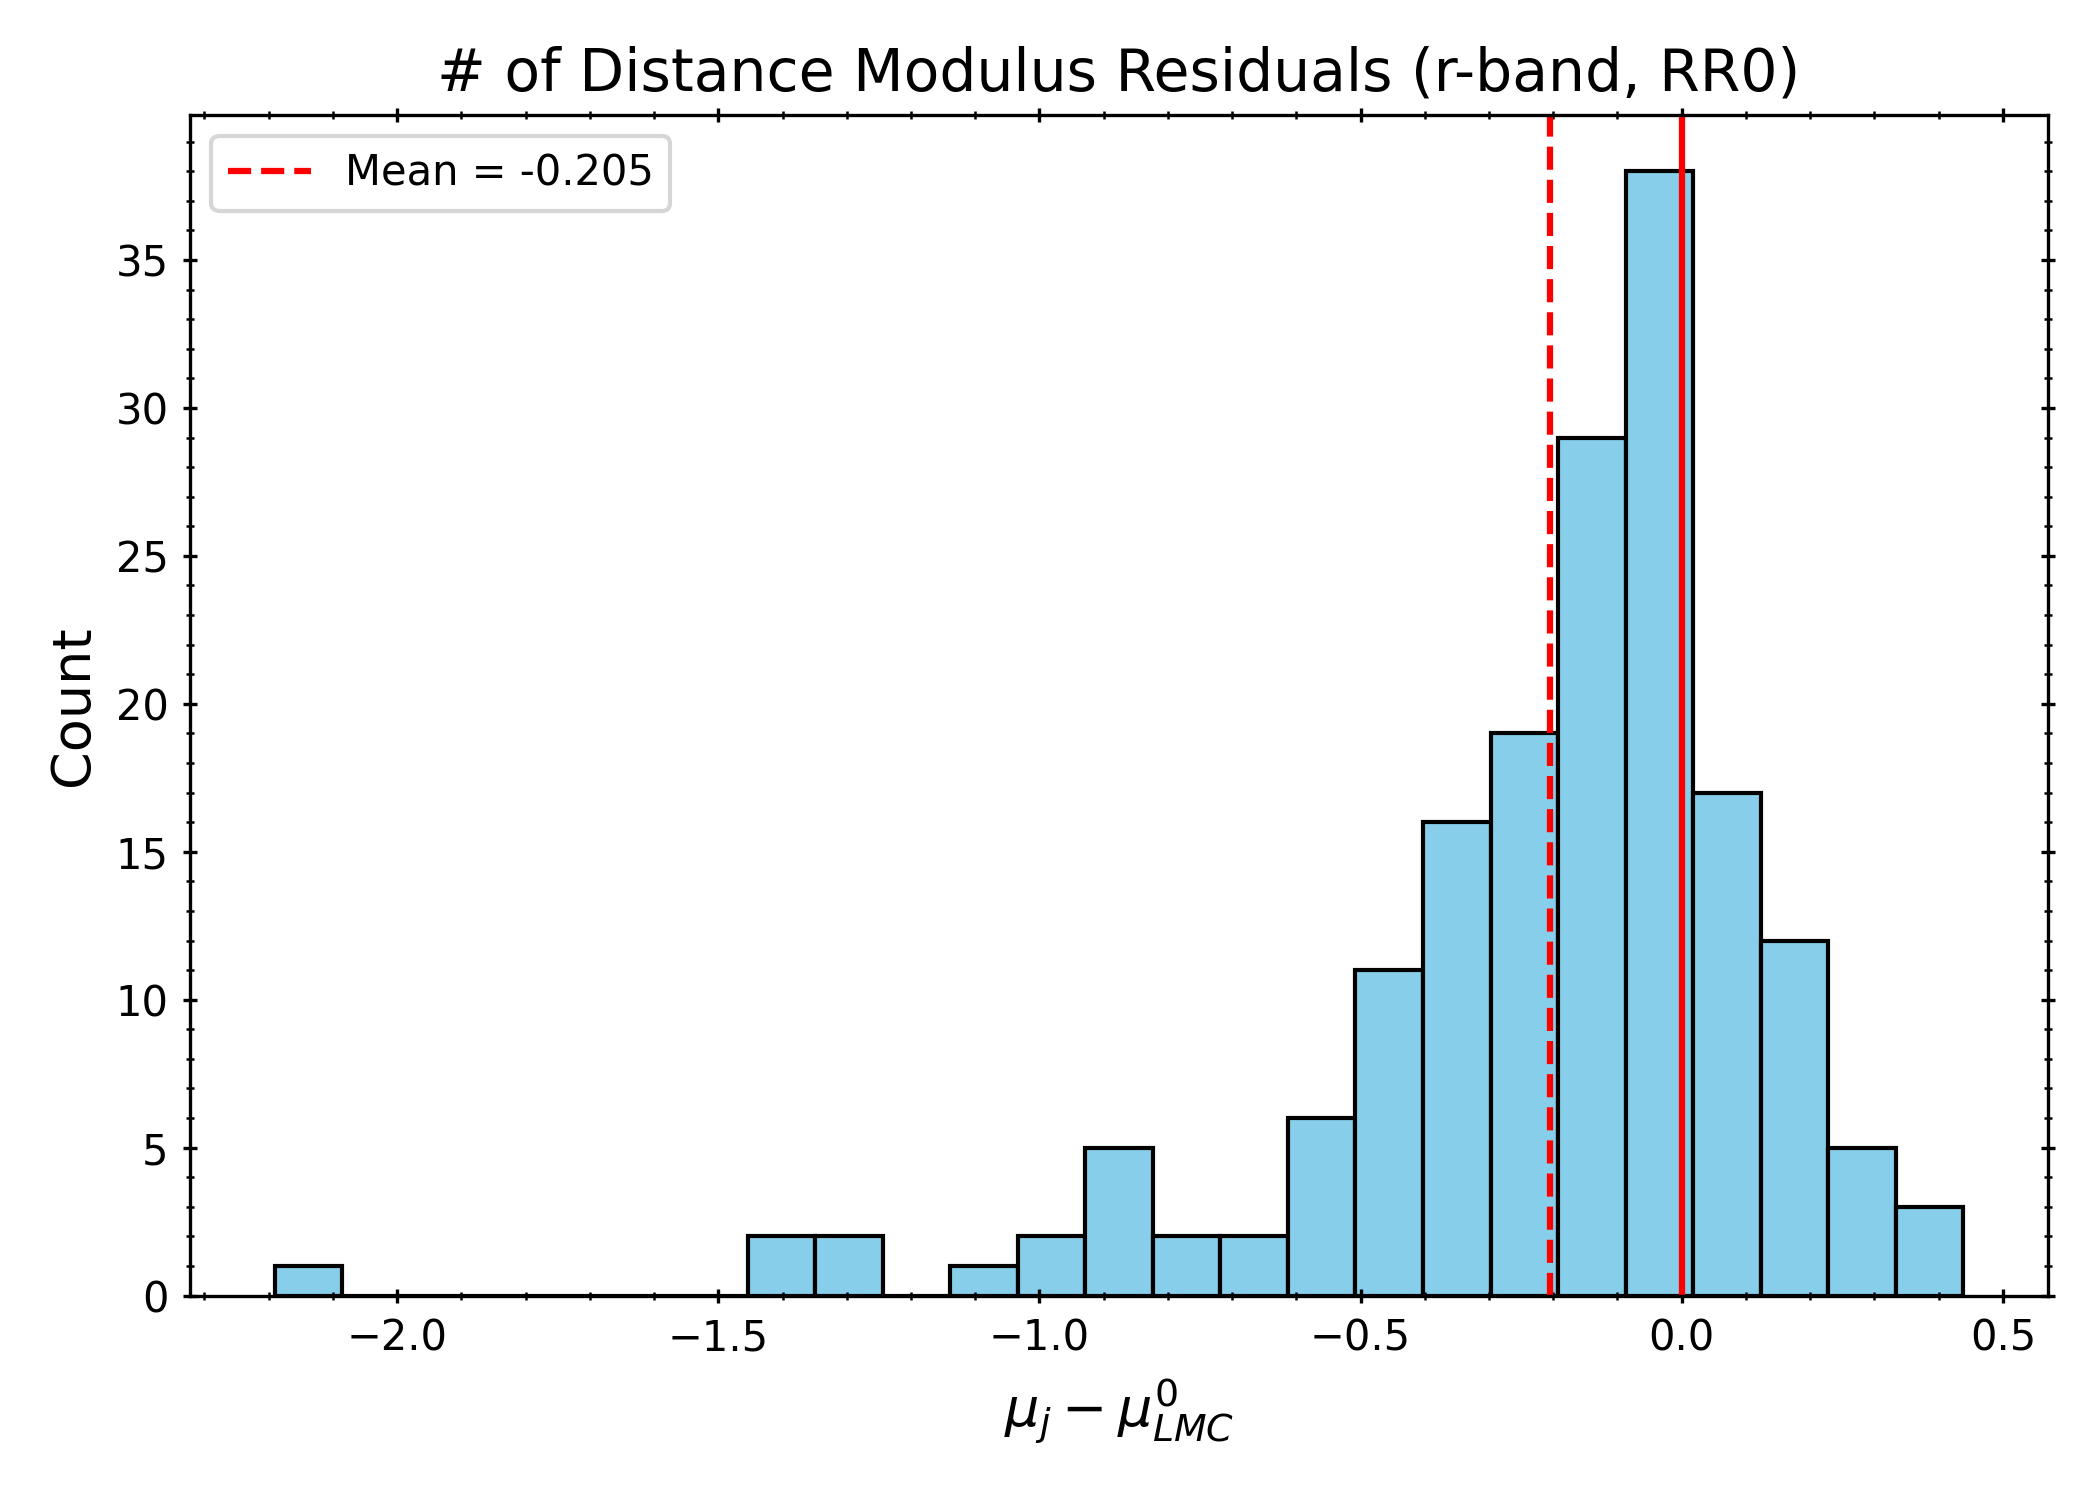 # of Distance Modulus Residuals (r-band, RR0)
Mean = -0.205
Count
35
30
25
20
15
10
5
0
−2.0 −1.5 −1.0 −0.5 0.0 0.5
μj − μ0LMC